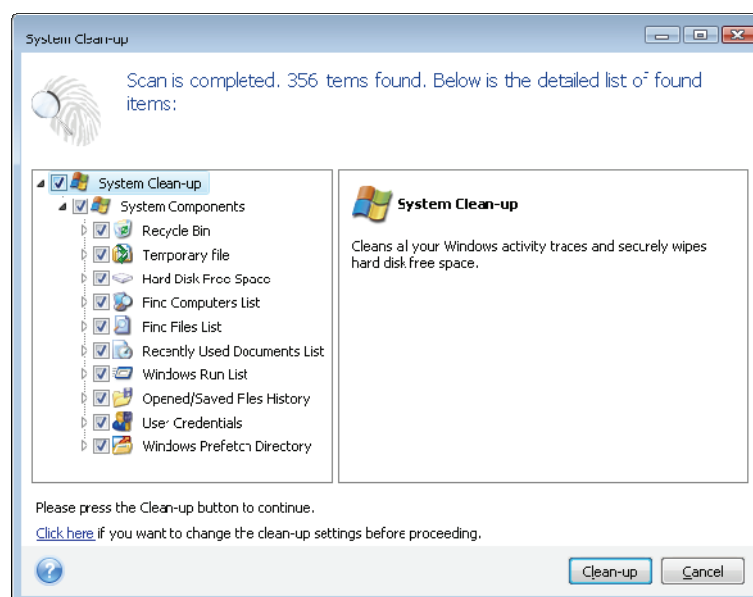 System Clean-up
Scan is completed. 356 tems found. Below is the detailed list of found
items:
System Clean-up
System Components
Recycle Bin
Temporary file
Hard Disk Free Space
Finc Computers List
Finc Files List
Recently Used Documents List
Windows Run List
Opened/Saved Files History
User Credentials
Windows Prefetch Directory
System Clean-up
Cleans al your Windows activity traces and securely wipes
hard disk free space.
Please press the Clean-up button to continue.
Click here if you want to change the clean-up settings before proceeding.
Clean-up
Cancel